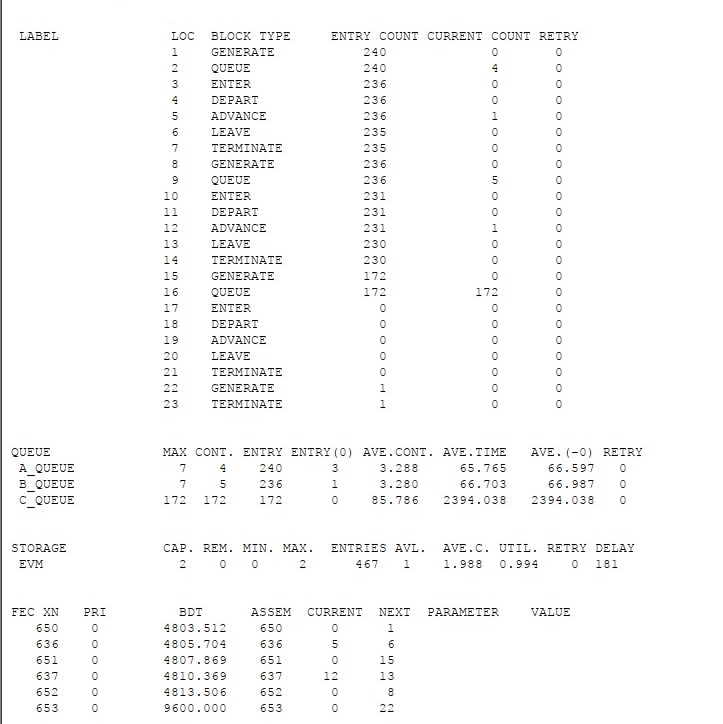 LABEL LOC BLOCK TYPE ENTRY COUNT CURRENT COUNT RETRY
1 GENERATE 240 0 0
2 QUEUE 240 4 0
3 ENTER 236 0 0
4 DEPART 236 0 0
5 ADVANCE 236 1 0
6 LEAVE 235 0 0
7 TERMINATE 235 0 0
8 GENERATE 236 0 0
9 QUEUE 236 5 0
10 ENTER 231 0 0
11 DEPART 231 0 0
12 ADVANCE 231 1 0
13 LEAVE 230 0 0
14 TERMINATE 230 0 0
15 GENERATE 172 0 0
16 QUEUE 172 172 0
17 ENTER 0 0 0
18 DEPART 0 0 0
19 ADVANCE 0 0 0
20 LEAVE 0 0 0
21 TERMINATE 0 0 0
22 GENERATE 1 0 0
23 TERMINATE 1 0 0
QUEUE MAX CONT. ENTRY ENTRY(0) AVE.CONT. AVE.TIME AVE.(-0) RETRY
A_QUEUE 7 4 240 3 3.288 65.765 66.597 0
B_QUEUE 7 5 236 1 3.280 66.703 66.987 0
C_QUEUE 172 172 172 0 85.786 2394.038 2394.038 0
STORAGE CAP. REM. MIN. MAX. ENTRIES AVL. AVE.C. UTIL. RETRY DELAY
EVM 2 0 0 2 467 1 1.988 0.994 0 181
FEC XN PRI BDT ASSEM CURRENT NEXT PARAMETER VALUE
650 0 4803.512 650 0 1
636 0 4805.704 636 5 6
651 0 4807.869 651 0 15
637 0 4810.369 637 12 13
652 0 4813.506 652 0 8
653 0 9600.000 653 0 22